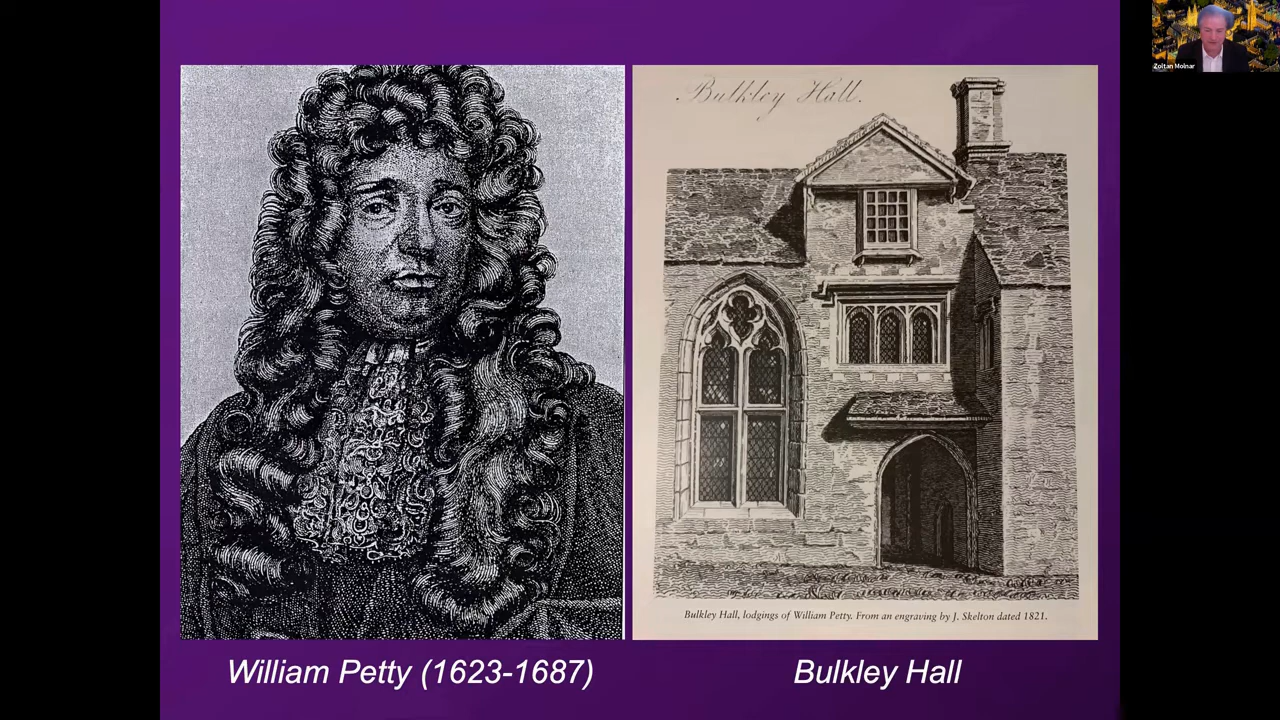 Zoltan Molnar
Bulkley Hall.
Bulkley Hall, lodgings of William Petty. From an engraving by J. Skelton dated 1821.
William Petty (1623-1687)
Bulkley Hall